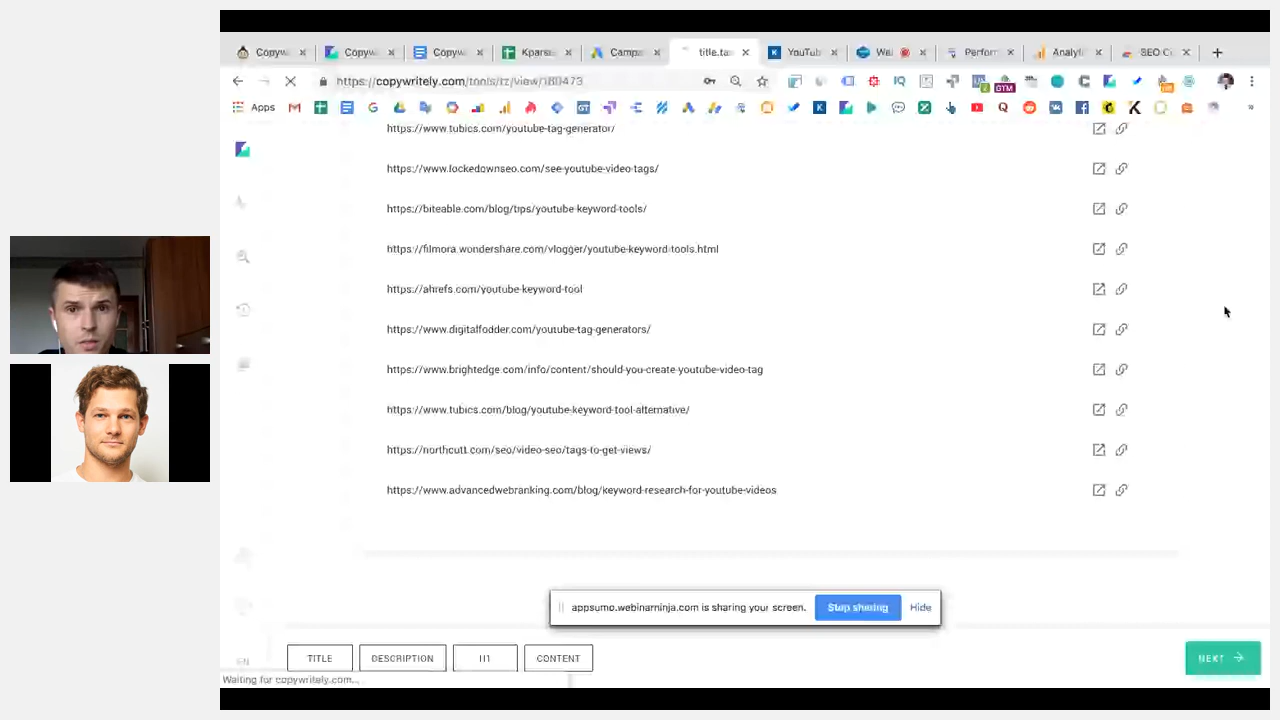 Copyw
Copyw
Copyw
Kpars
Campa
title.ta
YouTub
Wel
Perform
Analyti
SEO C
https://copywritely.com/tools/tz/view/180473
Apps
https://www.tubics.com/youtube-tag-generator/
https://www.lockedownseo.com/see-youtube-video-tags/
https://biteable.com/blog/tips/youtube-keyword-tools/
https://filmora.wondershare.com/vlogger/youtube-keyword-tools.html
https://ahrefs.com/youtube-keyword-tool
https://www.digitalfodder.com/youtube-tag-generators/
https://www.brightedge.com/info/content/should-you-create-youtube-video-tag
https://www.tubics.com/blog/youtube-keyword-tool-alternative/
https://northcutt.com/seo/video-seo/tags-to-get-views/
https://www.advancedwebranking.com/blog/keyword-research-for-youtube-videos
appsumo.webinarninja.com is sharing your screen. Stop sharing Hide
EN TITLE DESCRIPTION H1 CONTENT NEXT
Waiting for copywritely.com...